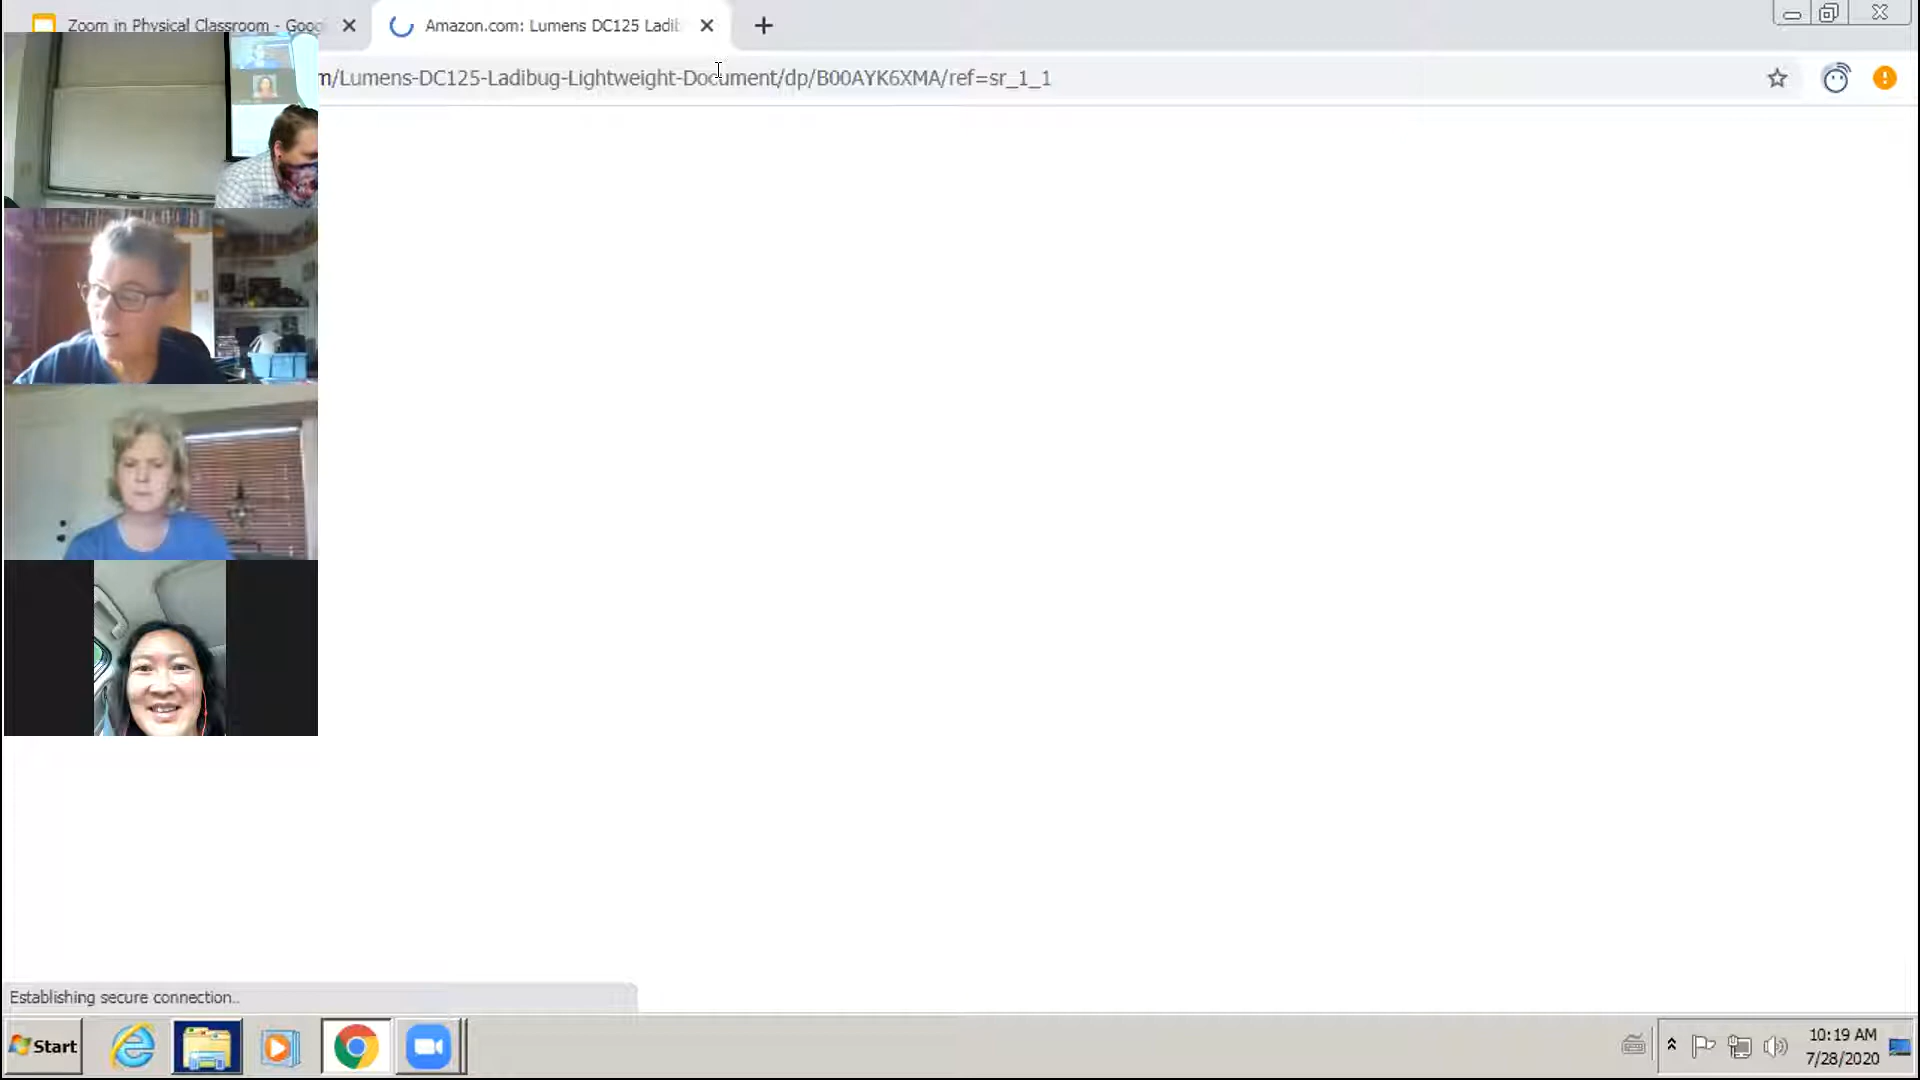 Zoom in Physical Classroom - Goog
Amazon.com: Lumens DC125 Ladib
m/Lumens-DC125-Ladibug-Lightweight-Document/dp/B00AYK6XMA/ref=sr_1_1
Establishing secure connection..
Start
10:19 AM
7/28/2020